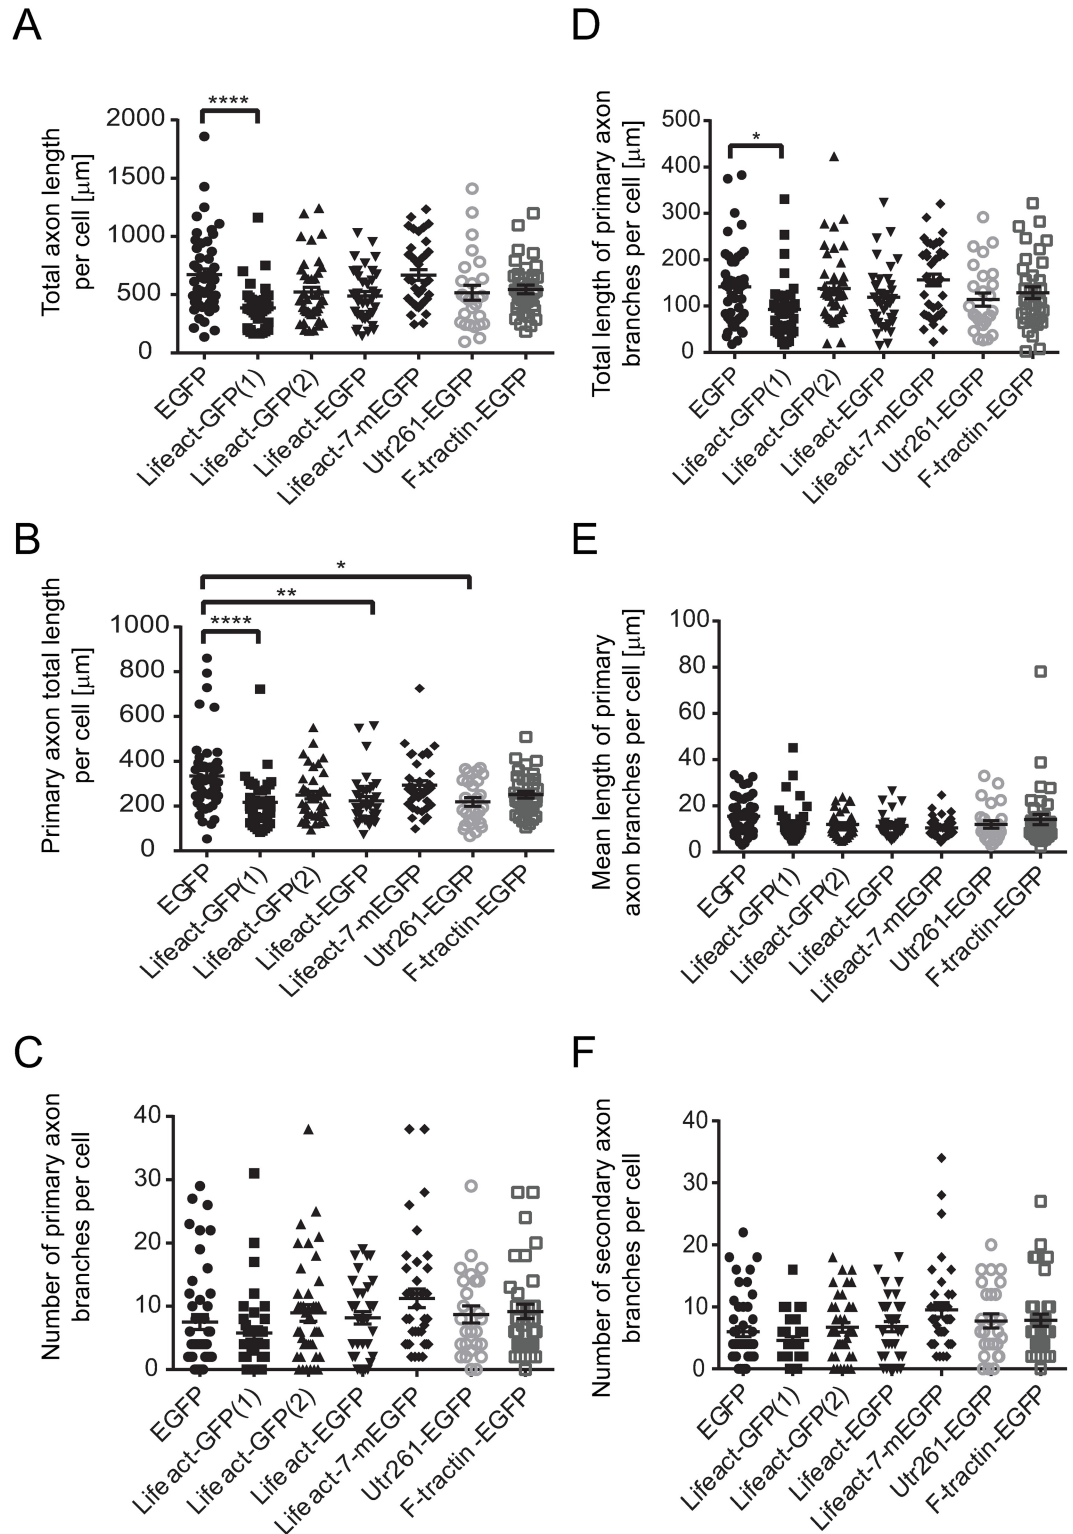 A
Total axon length
per cell [μm]
2000
1500
1000
500
0
****
EGFP
Lifeact-GFP(1)
Lifeact-GFP(2)
Lifeact-EGFP
Lifeact-7-mEGFP
Utr261-EGFP
F-tractin-EGFP
D
Total length of primary axon
branches per cell [μm]
500
400
300
200
100
0
*
EGFP
Lifeact-GFP(1)
Lifeact-GFP(2)
Lifeact-EGFP
Lifeact-7-mEGFP
Utr261-EGFP
F-tractin-EGFP
B
Primary axon total length
per cell [μm]
1000
800
600
400
200
0
*
**
****
EGFP
Lifeact-GFP(1)
Lifeact-GFP(2)
Lifeact-EGFP
Lifeact-7-mEGFP
Utr261-EGFP
F-tractin-EGFP
E
Mean length of primary
axon branches per cell [μm]
100
80
60
40
20
0
EGFP
Lifeact-GFP(1)
Lifeact-GFP(2)
Lifeact-EGFP
Lifeact-7-mEGFP
Utr261-EGFP
F-tractin-EGFP
C
Number of primary axon
branches per cell
40
30
20
10
0
EGFP
Lifeact-GFP(1)
Lifeact-GFP(2)
Lifeact-EGFP
Lifeact-7-mEGFP
Utr261-EGFP
F-tractin-EGFP
F
Number of secondary axon
branches per cell
40
30
20
10
0
EGFP
Lifeact-GFP(1)
Lifeact-GFP(2)
Lifeact-EGFP
Lifeact-7-mEGFP
Utr261-EGFP
F-tractin-EGFP